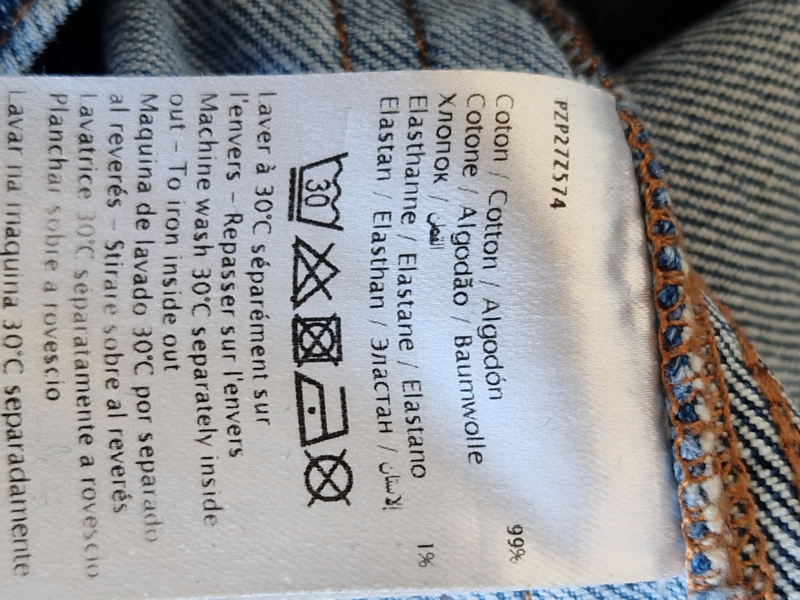 PZP27Z574
Coton / Cotton / Algodón 99%
Cotone / Algodão / Baumwolle
Хлопок / القطن
Elasthanne / Elastane / Elastano 1%
Elastan / Elasthan / Эластан /
30
Laver à 30°C séparément sur
l'envers – Repasser sur l'envers
Machine wash 30°C separately inside
out – To iron inside out
Maquina de lavado 30°C por separado
al reverés – Stirare sobre al reverés
Lavatrice 30°C séparatamente a rovescio
Planchar sobre a rovescio
Lavar na maquina 30°C separadamente